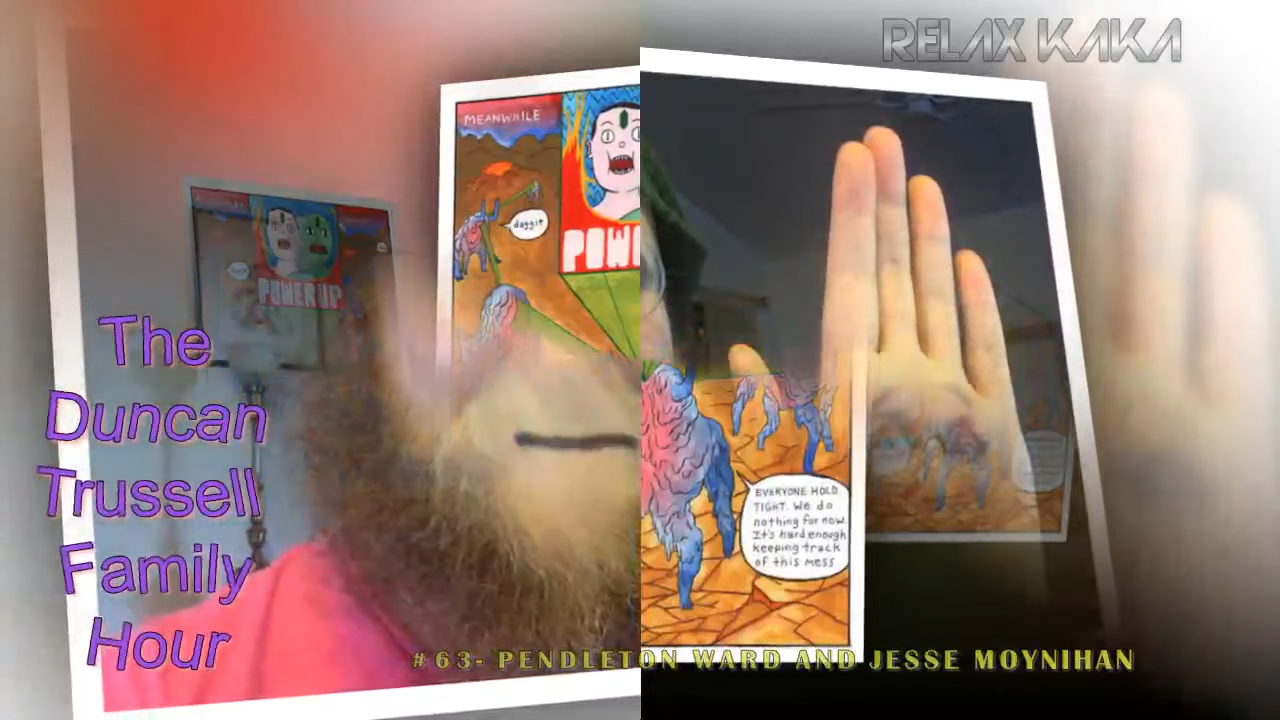 RELAX KAKA
MEANWHILE
daggit
POWE
POWER UP
The
Duncan
Trussell
Family
Hour
EVERYONE HOLD
TIGHT. We do
nothing for now.
It's hard enough
keeping track
of this mess
#63- PENDLETON WARD AND JESSE MOYNIHAN